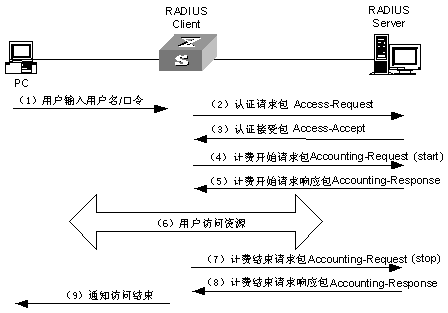 RADIUS
Client
RADIUS
Server
PC
(1) 用户输入用户名/口令
(2) 认证请求包 Access-Request
(3) 认证接受包 Access-Accept
(4) 计费开始请求包Accounting-Request (start)
(5) 计费开始请求响应包Accounting-Response
(6) 用户访问资源
(7) 计费结束请求包Accounting-Request (stop)
(8) 计费结束请求响应包Accounting-Response
(9) 通知访问结束